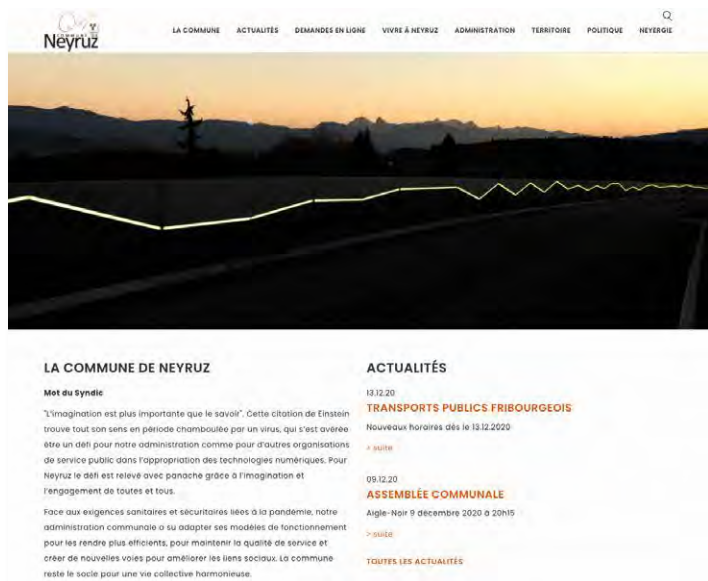 COMMUNE
Neyruz
LA COMMUNE
ACTUALITÉS
DEMANDES EN LIGNE
VIVRE À NEYRUZ
ADMINISTRATION
TERRITOIRE
POLITIQUE
NEYERGIE
LA COMMUNE DE NEYRUZ
Mot du Syndic
"L'imagination est plus importante que le savoir". Cette citation de Einstein
trouve tout son sens en période chamboulée par un virus, qui s'est avérée
être un défi pour notre administration comme pour d'autres organisations
de service public dans l'appropriation des technologies numériques. Pour
Neyruz le défi est relevé avec panache grâce à l'imagination et
l'engagement de toutes et tous.
Face aux exigences sanitaires et sécuritaires liées à la pandémie, notre
administration communale a su adapter ses modèles de fonctionnement
pour les rendre plus efficients, pour maintenir la qualité de service et
créer de nouvelles voies pour améliorer les liens sociaux. La commune
reste le socle pour une vie collective harmonieuse.
ACTUALITÉS
13.12.20
TRANSPORTS PUBLICS FRIBOURGEOIS
Nouveaux horaires dès le 13.12.2020
> suite
09.12.20
ASSEMBLÉE COMMUNALE
Aigle-Noir 9 décembre 2020 à 20h15
> suite
TOUTES LES ACTUALITÉS